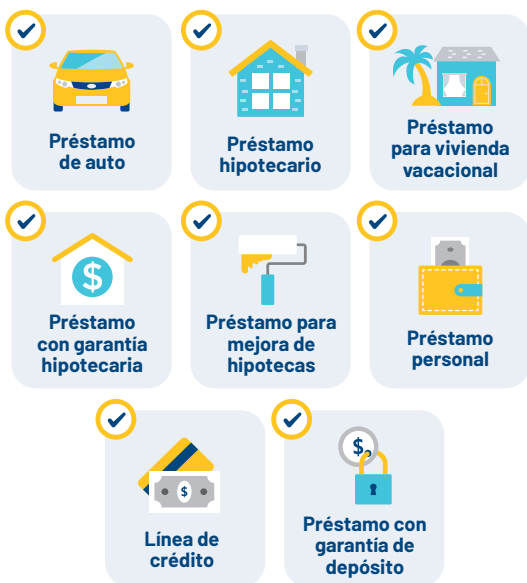 Préstamo
de auto
Préstamo
hipotecario
Préstamo
para vivienda
vacacional
$
Préstamo
con garantía
hipotecaria
Préstamo para
mejora de
hipotecas
Préstamo
personal
$
Línea de
crédito
$
Préstamo con
garantía de
depósito